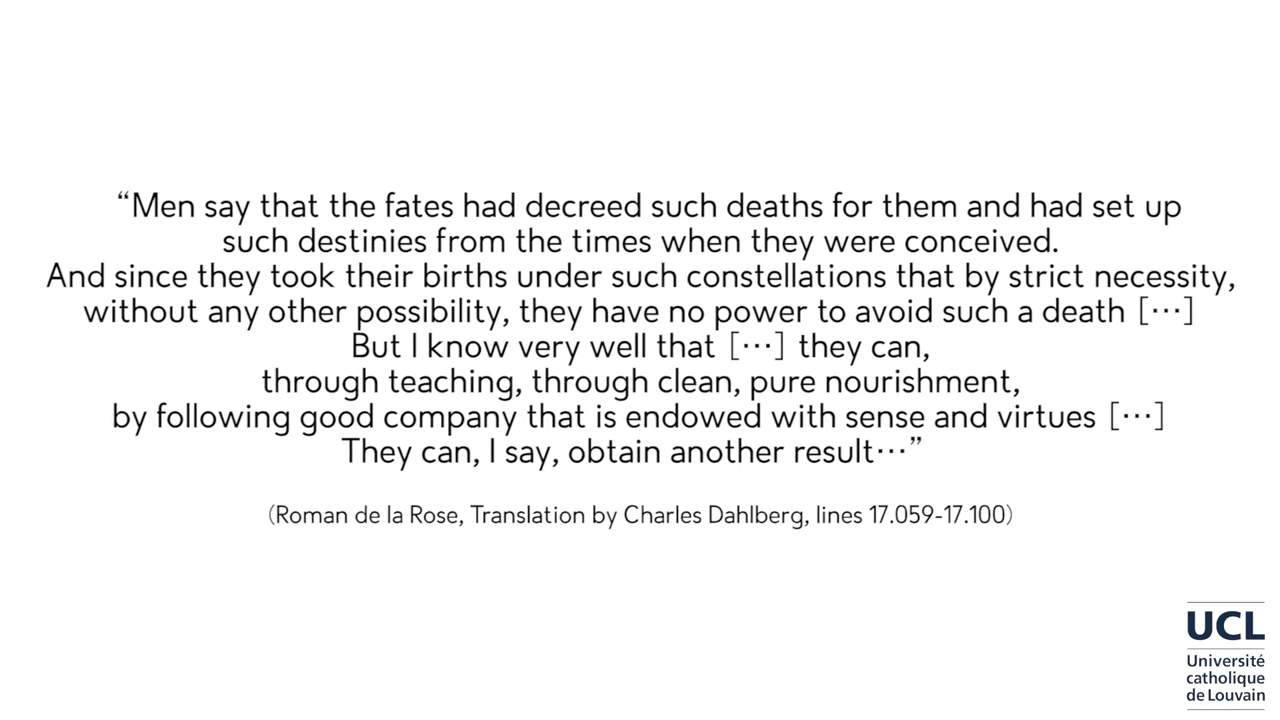 “Men say that the fates had decreed such deaths for them and had set up
such destinies from the times when they were conceived.
And since they took their births under such constellations that by strict necessity,
without any other possibility, they have no power to avoid such a death [···]
But I know very well that [···] they can,
through teaching, through clean, pure nourishment,
by following good company that is endowed with sense and virtues [···]
They can, I say, obtain another result···”
(Roman de la Rose, Translation by Charles Dahlberg, lines 17.059-17.100)
UCL
Université
catholique
de Louvain